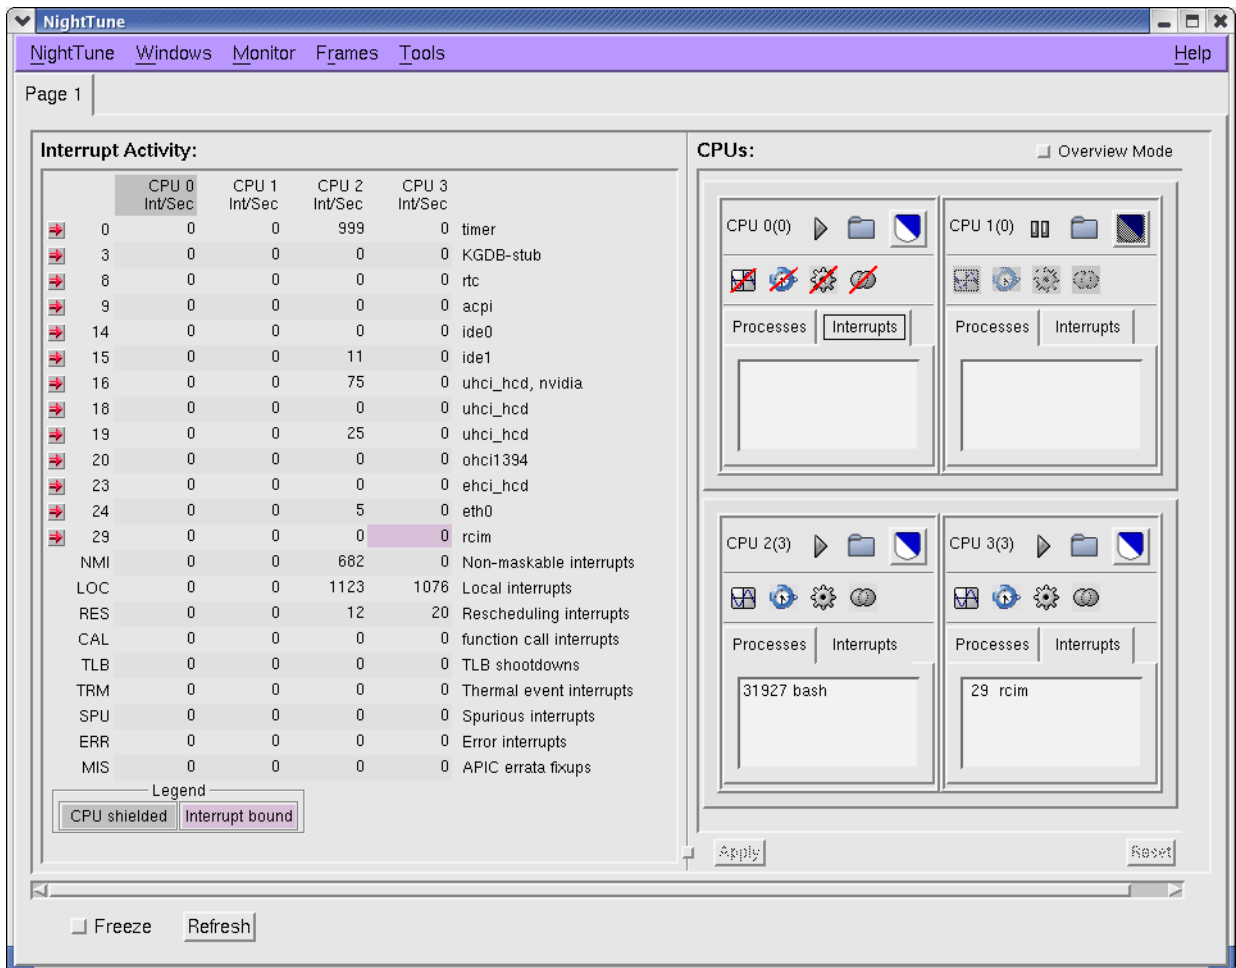 NightTune
NightTune Windows Monitor Frames Tools Help
Page 1
Interrupt Activity:
CPU 0 CPU 1 CPU 2 CPU 3
Int/Sec Int/Sec Int/Sec Int/Sec
0 0 0 999 0 timer
3 0 0 0 0 KGDB-stub
8 0 0 0 0 rtc
9 0 0 0 0 acpi
14 0 0 0 0 ide0
15 0 0 11 0 ide1
16 0 0 75 0 uhci_hcd, nvidia
18 0 0 0 0 uhci_hcd
19 0 0 25 0 uhci_hcd
20 0 0 0 0 ohci1394
23 0 0 0 0 ehci_hcd
24 0 0 5 0 eth0
29 0 0 0 0 rcim
NMI 0 0 682 0 Non-maskable interrupts
LOC 0 0 1123 1076 Local interrupts
RES 0 0 12 20 Rescheduling interrupts
CAL 0 0 0 0 function call interrupts
TLB 0 0 0 0 TLB shootdowns
TRM 0 0 0 0 Thermal event interrupts
SPU 0 0 0 0 Spurious interrupts
ERR 0 0 0 0 Error interrupts
MIS 0 0 0 0 APIC errata fixups
Legend
CPU shielded Interrupt bound
CPUs: Overview Mode
CPU 0(0) CPU 1(0)
Processes Interrupts Processes Interrupts
CPU 2(3) CPU 3(3)
Processes Interrupts Processes Interrupts
31927 bash 29 rcim
Apply Reset
Freeze Refresh